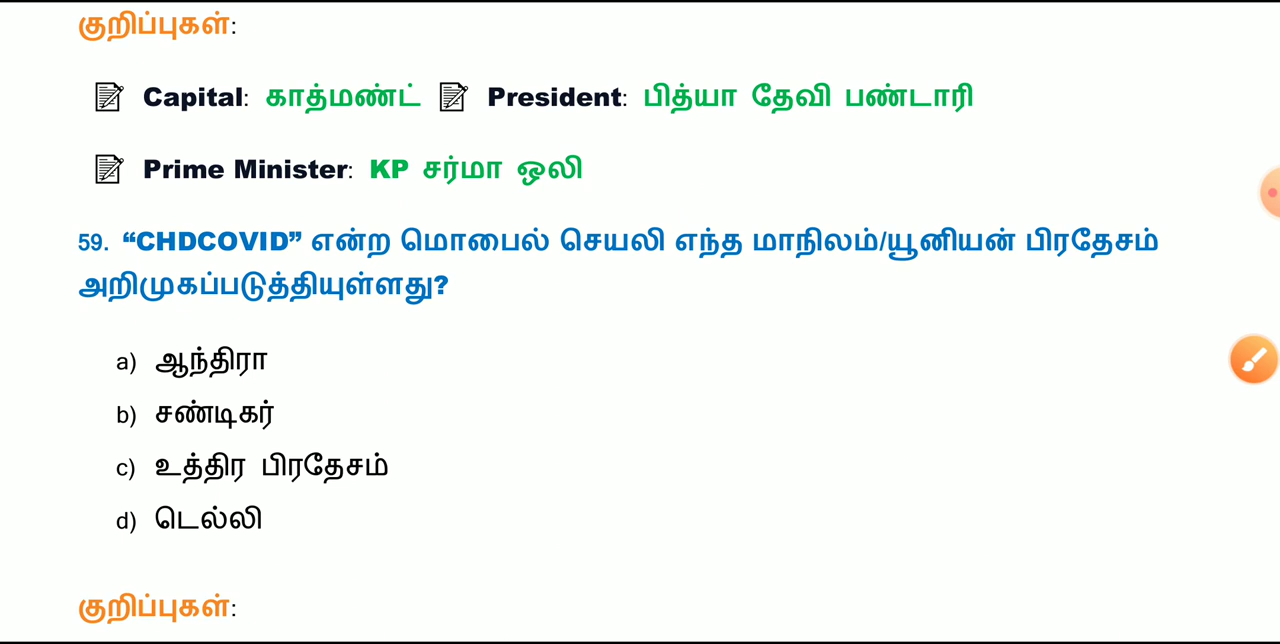 குறிப்புகள்:
Capital: காத்மண்ட் President: பித்யா தேவி பண்டாரி
Prime Minister: KP சர்மா ஒலி
59. “CHDCOVID” என்ற மொபைல் செயலி எந்த மாநிலம்/யூனியன் பிரதேசம்
அறிமுகப்படுத்தியுள்ளது?
a) ஆந்திரா
b) சண்டிகர்
c) உத்திர பிரதேசம்
d) டெல்லி
குறிப்புகள்: